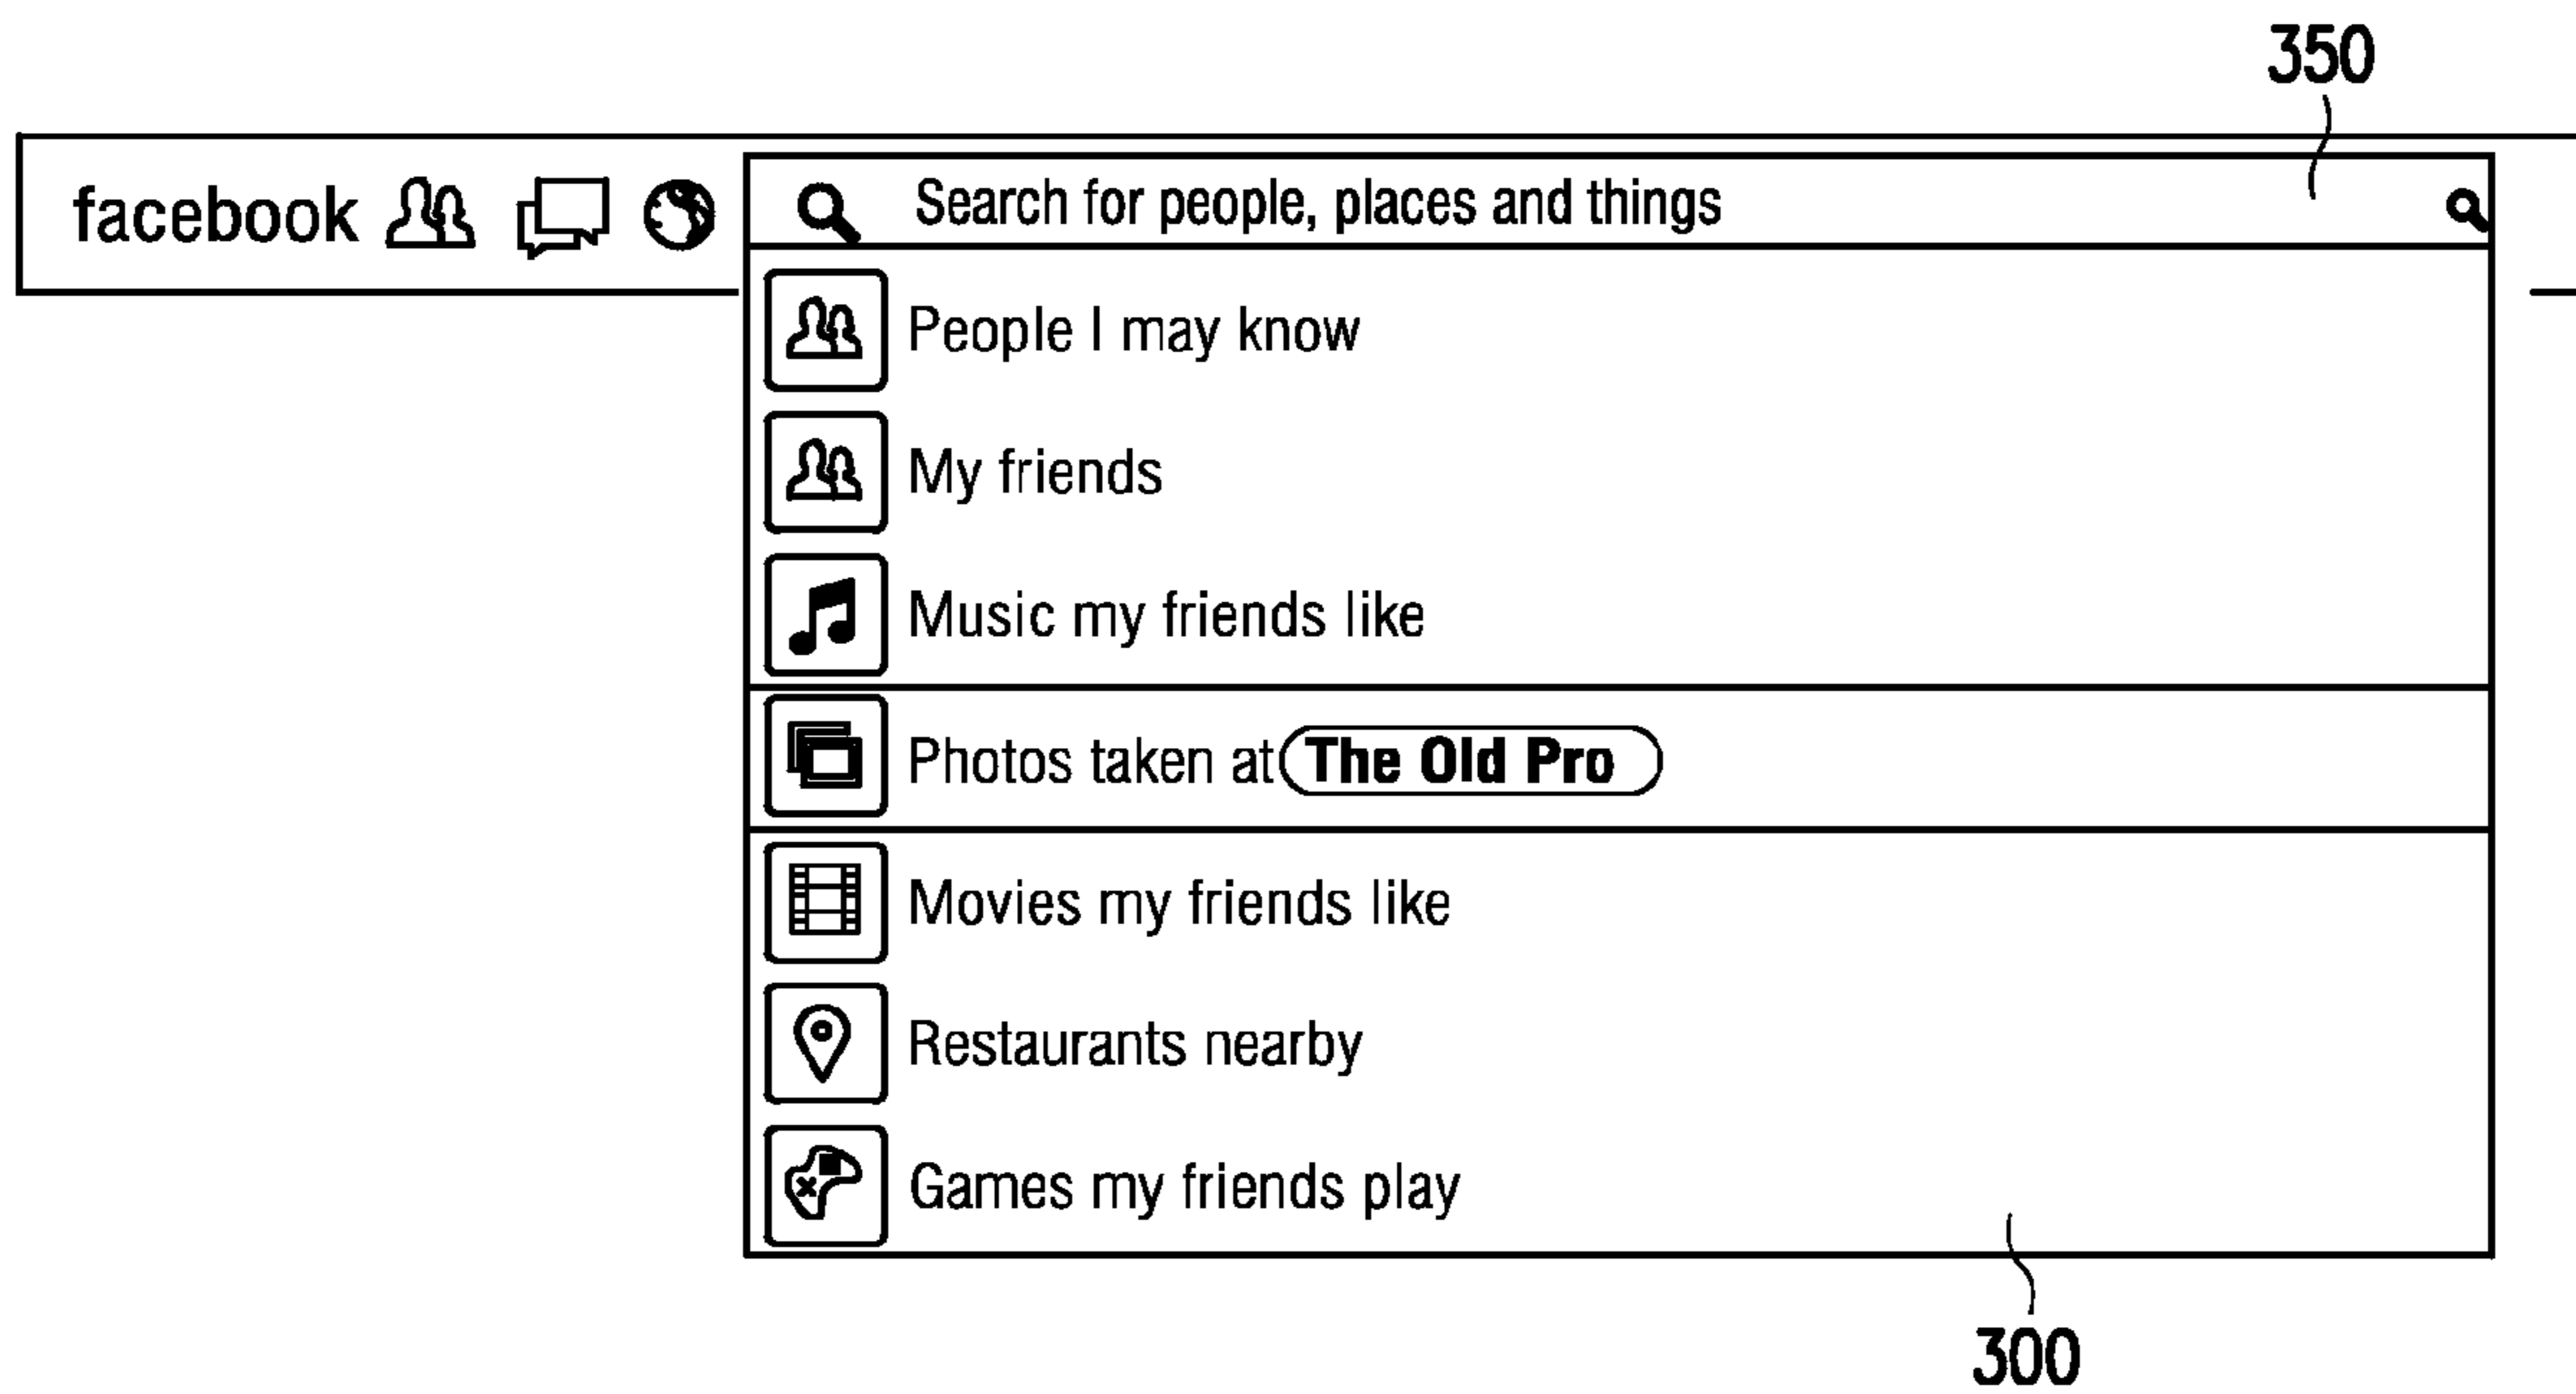 350
facebook
Search for people, places and things
People I may know
My friends
Music my friends like
Photos taken at The Old Pro
Movies my friends like
Restaurants nearby
Games my friends play
300